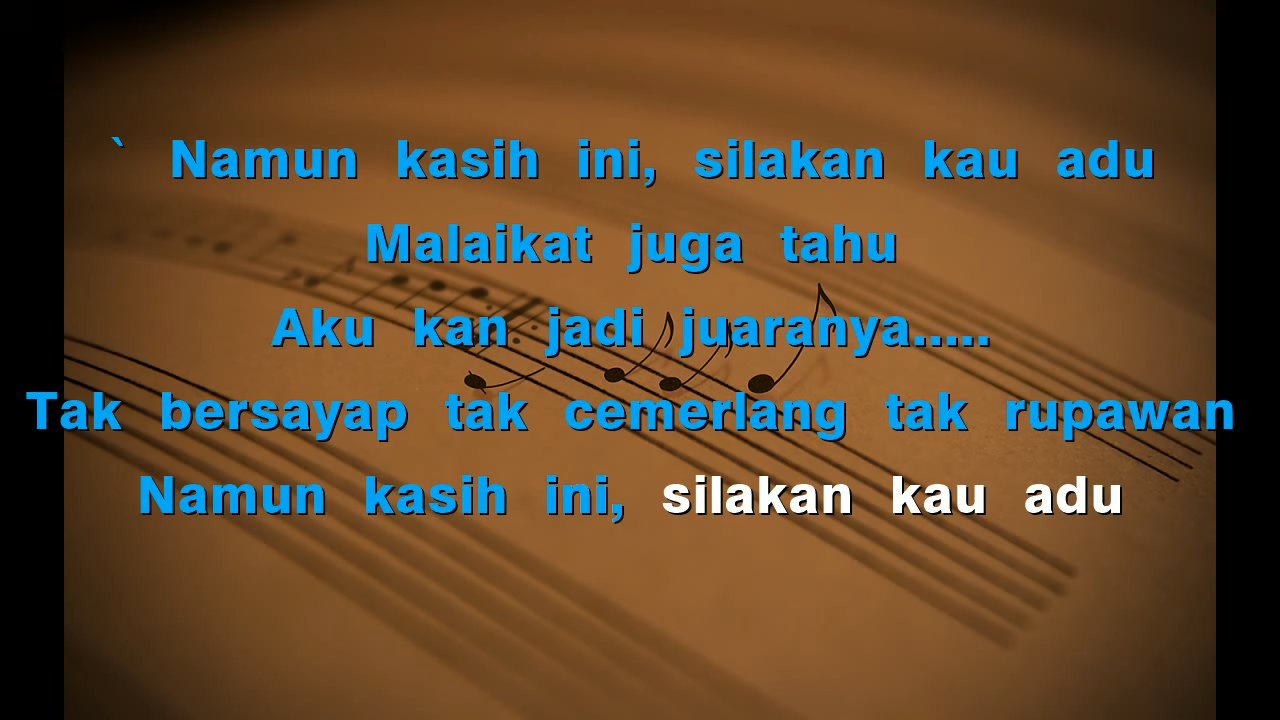 ` Namun kasih ini, silakan kau adu
Malaikat juga tahu
Aku kan jadi juaranya.....
Tak bersayap tak cemerlang tak rupawan
Namun kasih ini, silakan kau adu